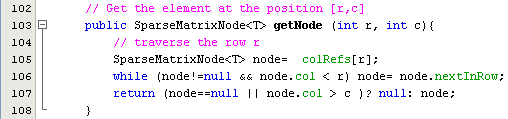 102 // Get the element at the position [r,c]
103 public SparseMatrixNode<T> getNode (int r, int c){
104 // traverse the row r
105 SparseMatrixNode<T> node= colRefs[r];
106 while (node!=null && node.col < r) node= node.nextInRow;
107 return (node==null || node.col > c )? null: node;
108 }